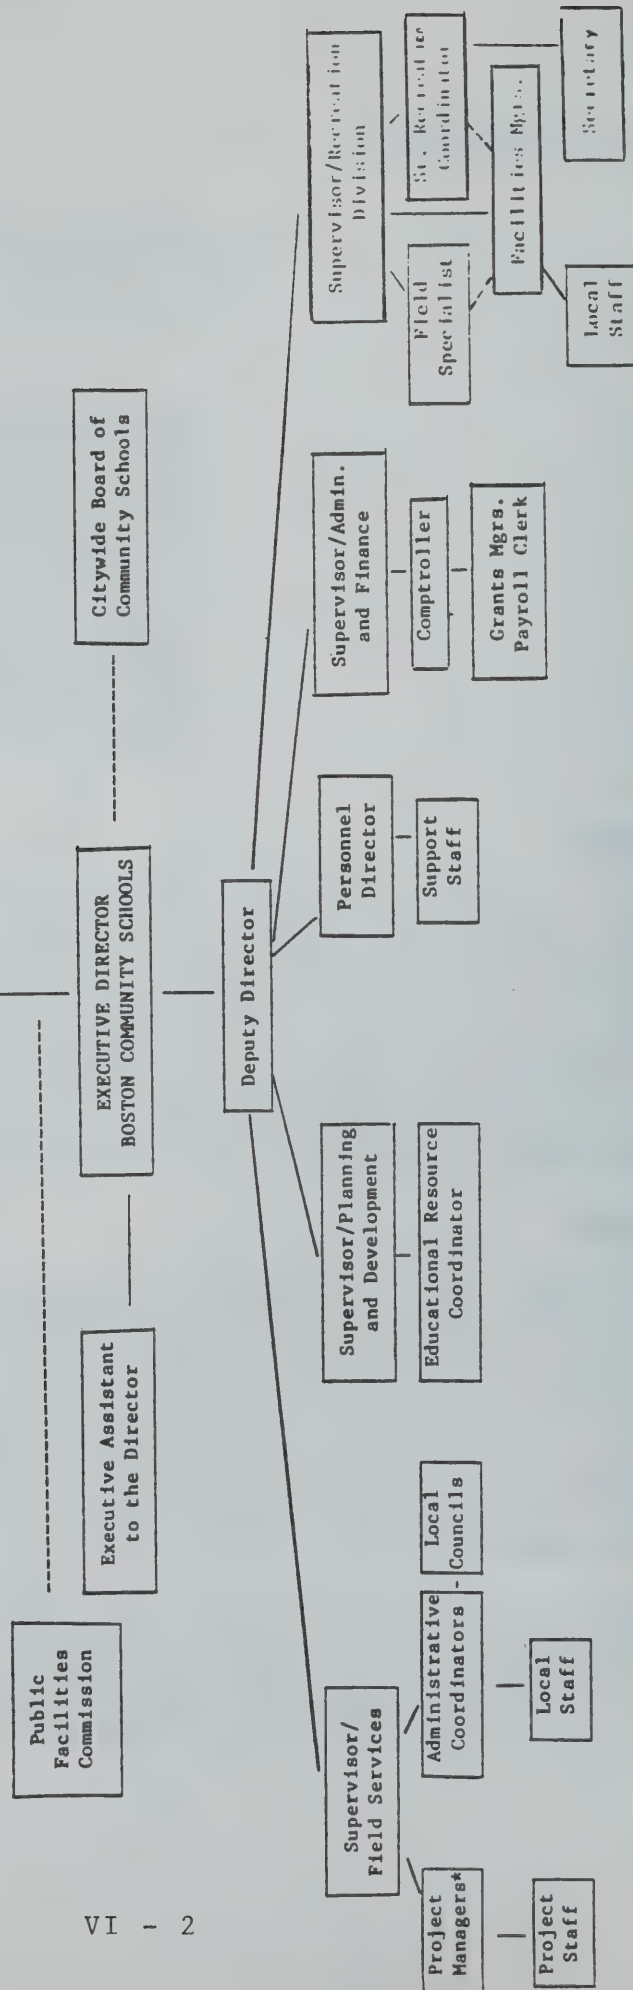 Public
Facilities
Commission
Executive Assistant
to the Director
EXECUTIVE DIRECTOR
BOSTON COMMUNITY SCHOOLS
Citywide Board of
Community Schools
Deputy Director
Supervisor/
Field Services
Supervisor/Planning
and Development
Personnel
Director
Supervisor/Admin.
and Finance
Supervisor/Recreation
Division
Project
Managers*
Administrative
Coordinators
Local
Councils
Educational Resource
Coordinator
Support
Staff
Comptroller
Field
Specialist
Sr. Recreation
Coordinator
Project
Staff
Local
Staff
Grants Mgrs.
Payroll Clerk
Facilities Mgrs.
Local
Staff
Secretary
VI - 2